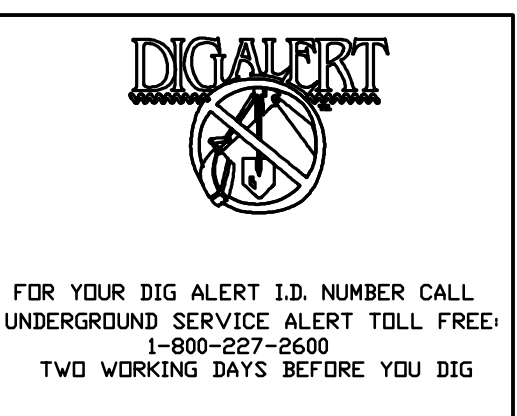 DIGALERT
FOR YOUR DIG ALERT I.D. NUMBER CALL
UNDERGROUND SERVICE ALERT TOLL FREE:
1-800-227-2600
TWO WORKING DAYS BEFORE YOU DIG